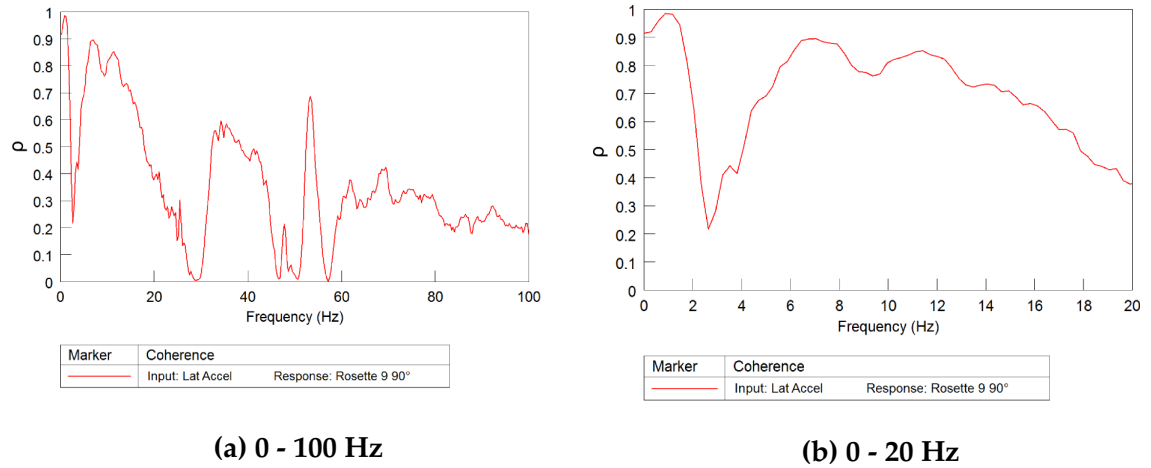 1
0.9
0.8
0.7
0.6
0.5
0.4
0.3
0.2
0.1
0
ρ
0 20 40 60 80 100
Frequency (Hz)
Marker Coherence
Input: Lat Accel Response: Rosette 9 90°
(a) 0 - 100 Hz
1
0.9
0.8
0.7
0.6
0.5
0.4
0.3
0.2
0.1
0
ρ
0 2 4 6 8 10 12 14 16 18 20
Frequency (Hz)
Marker Coherence
Input: Lat Accel Response: Rosette 9 90°
(b) 0 - 20 Hz